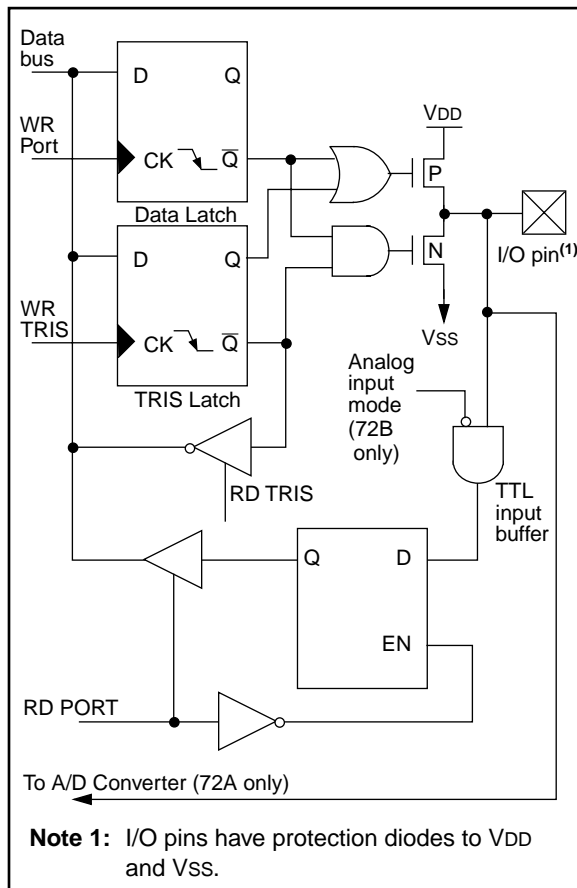 Data
bus
D Q
WR
Port
CK Q
Data Latch
VDD
P
D Q
N
I/O pin(1)
WR
TRIS
CK Q
VSS
TRIS Latch
Analog
input
mode
(72B
only)
RD TRIS
TTL
input
buffer
Q D
EN
RD PORT
To A/D Converter (72A only)
Note 1: I/O pins have protection diodes to VDD
and VSS.